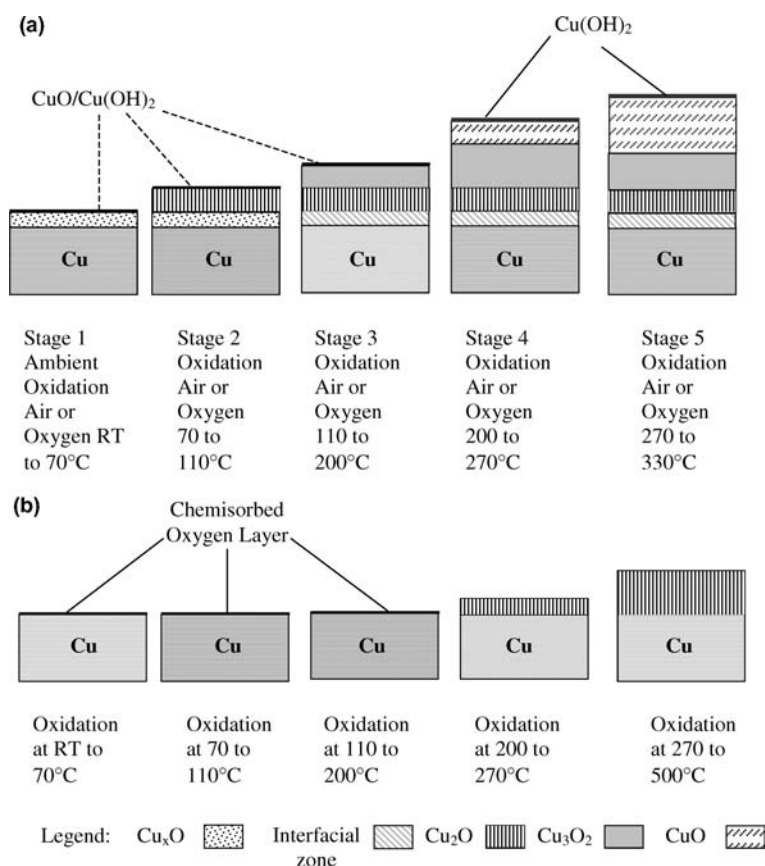 (a)
Cu(OH)₂
CuO/Cu(OH)₂
Cu
Cu
Cu
Cu
Cu
Stage 1
Ambient
Oxidation
Air or
Oxygen RT
to 70°C
Stage 2
Oxidation
Air or
Oxygen
70 to
110°C
Stage 3
Oxidation
Air or
Oxygen
110 to
200°C
Stage 4
Oxidation
Air or
Oxygen
200 to
270°C
Stage 5
Oxidation
Air or
Oxygen
270 to
330°C
(b)
Chemisorbed
Oxygen Layer
Cu
Cu
Cu
Cu
Cu
Oxidation
at RT to
70°C
Oxidation
at 70 to
110°C
Oxidation
at 110 to
200°C
Oxidation
at 200 to
270°C
Oxidation
at 270 to
500°C
Legend: CuₓO Interfacial zone Cu₂O Cu₃O₂ CuO